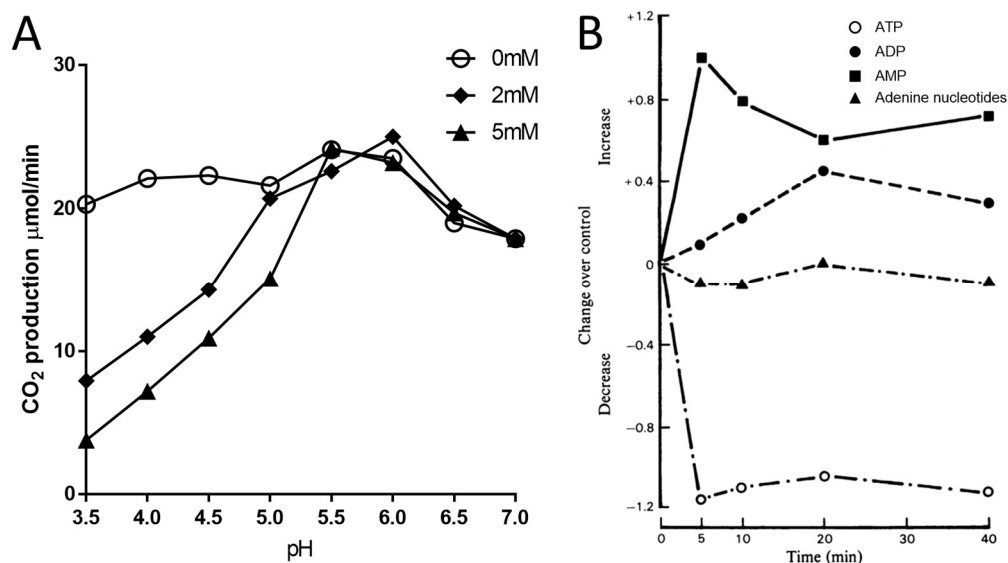 A
30
20
10
0
CO2 production μmol/min
3.5 4.0 4.5 5.0 5.5 6.0 6.5 7.0
pH
0mM
2mM
5mM
B
+1.2
+0.8
+0.4
0
−0.4
−0.8
−1.2
Increase
Change over control
Decrease
ATP
ADP
AMP
Adenine nucleotides
0 5 10 20 30 40
Time (min)